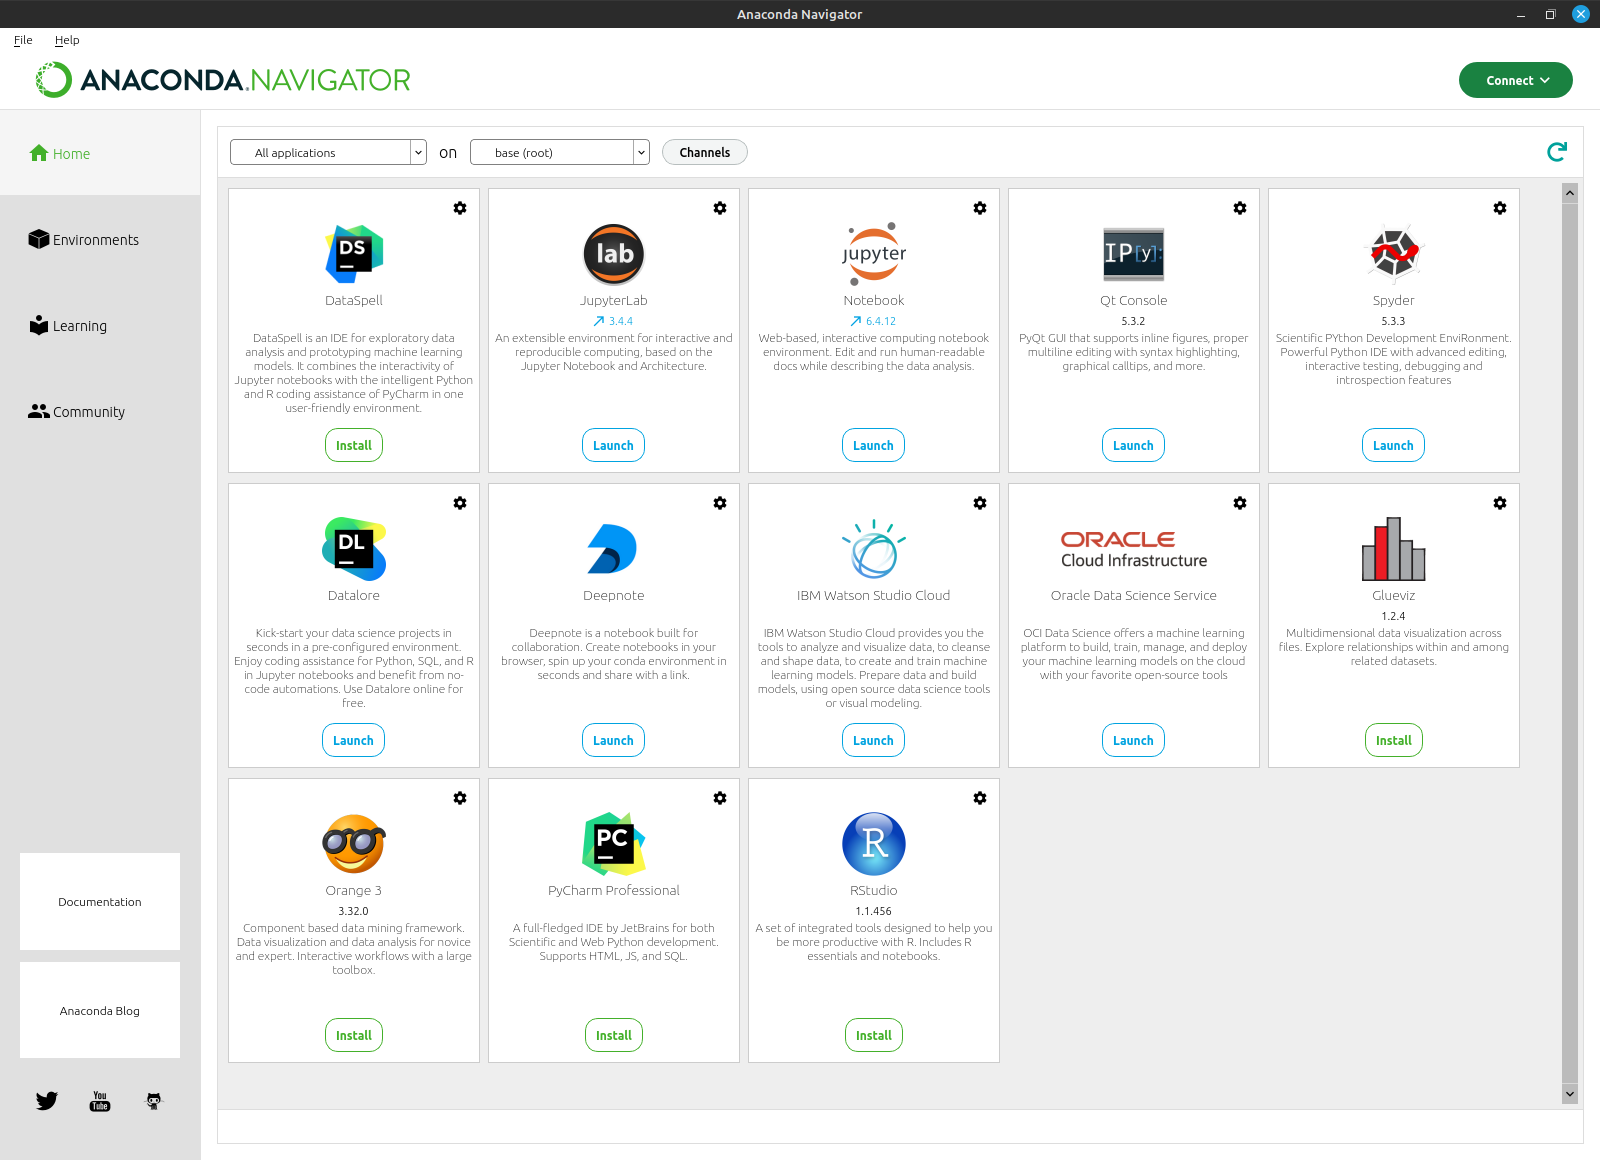 Anaconda Navigator
File Help
ANACONDA.NAVIGATOR
Connect
Home
Environments
Learning
Community
Documentation
Anaconda Blog
You
Tube
All applications on base (root) Channels
DS
DataSpell
DataSpell is an IDE for exploratory data
analysis and prototyping machine learning
models. It combines the interactivity of
Jupyter notebooks with the intelligent Python
and R coding assistance of PyCharm in one
user-friendly environment.
Install
lab
JupyterLab
3.4.4
An extensible environment for interactive and
reproducible computing, based on the
Jupyter Notebook and Architecture.
Launch
jupyter
Notebook
6.4.12
Web-based, interactive computing notebook
environment. Edit and run human-readable
docs while describing the data analysis.
Launch
IP[y]:
Qt Console
5.3.2
PyQt GUI that supports inline figures, proper
multiline editing with syntax highlighting,
graphical calltips, and more.
Launch
Spyder
5.3.3
Scientific PYthon Development EnviRonment.
Powerful Python IDE with advanced editing,
interactive testing, debugging and
introspection features
Launch
DL
Datalore
Kick-start your data science projects in
seconds in a pre-configured environment.
Enjoy coding assistance for Python, SQL, and R
in Jupyter notebooks and benefit from no-
code automations. Use Datalore online for
free.
Launch
Deepnote
Deepnote is a notebook built for
collaboration. Create notebooks in your
browser, spin up your conda environment in
seconds and share with a link.
Launch
IBM Watson Studio Cloud
IBM Watson Studio Cloud provides you the
tools to analyze and visualize data, to cleanse
and shape data, to create and train machine
learning models. Prepare data and build
models, using open source data science tools
or visual modeling.
Launch
ORACLE
Cloud Infrastructure
Oracle Data Science Service
OCI Data Science offers a machine learning
platform to build, train, manage, and deploy
your machine learning models on the cloud
with your favorite open-source tools
Launch
Glueviz
1.2.4
Multidimensional data visualization across
files. Explore relationships within and among
related datasets.
Install
Orange 3
3.32.0
Component based data mining framework.
Data visualization and data analysis for novice
and expert. Interactive workflows with a large
toolbox.
Install
PC
PyCharm Professional
A full-fledged IDE by JetBrains for both
Scientific and Web Python development.
Supports HTML, JS, and SQL.
Install
R
RStudio
1.1.456
A set of integrated tools designed to help you
be more productive with R. Includes R
essentials and notebooks.
Install